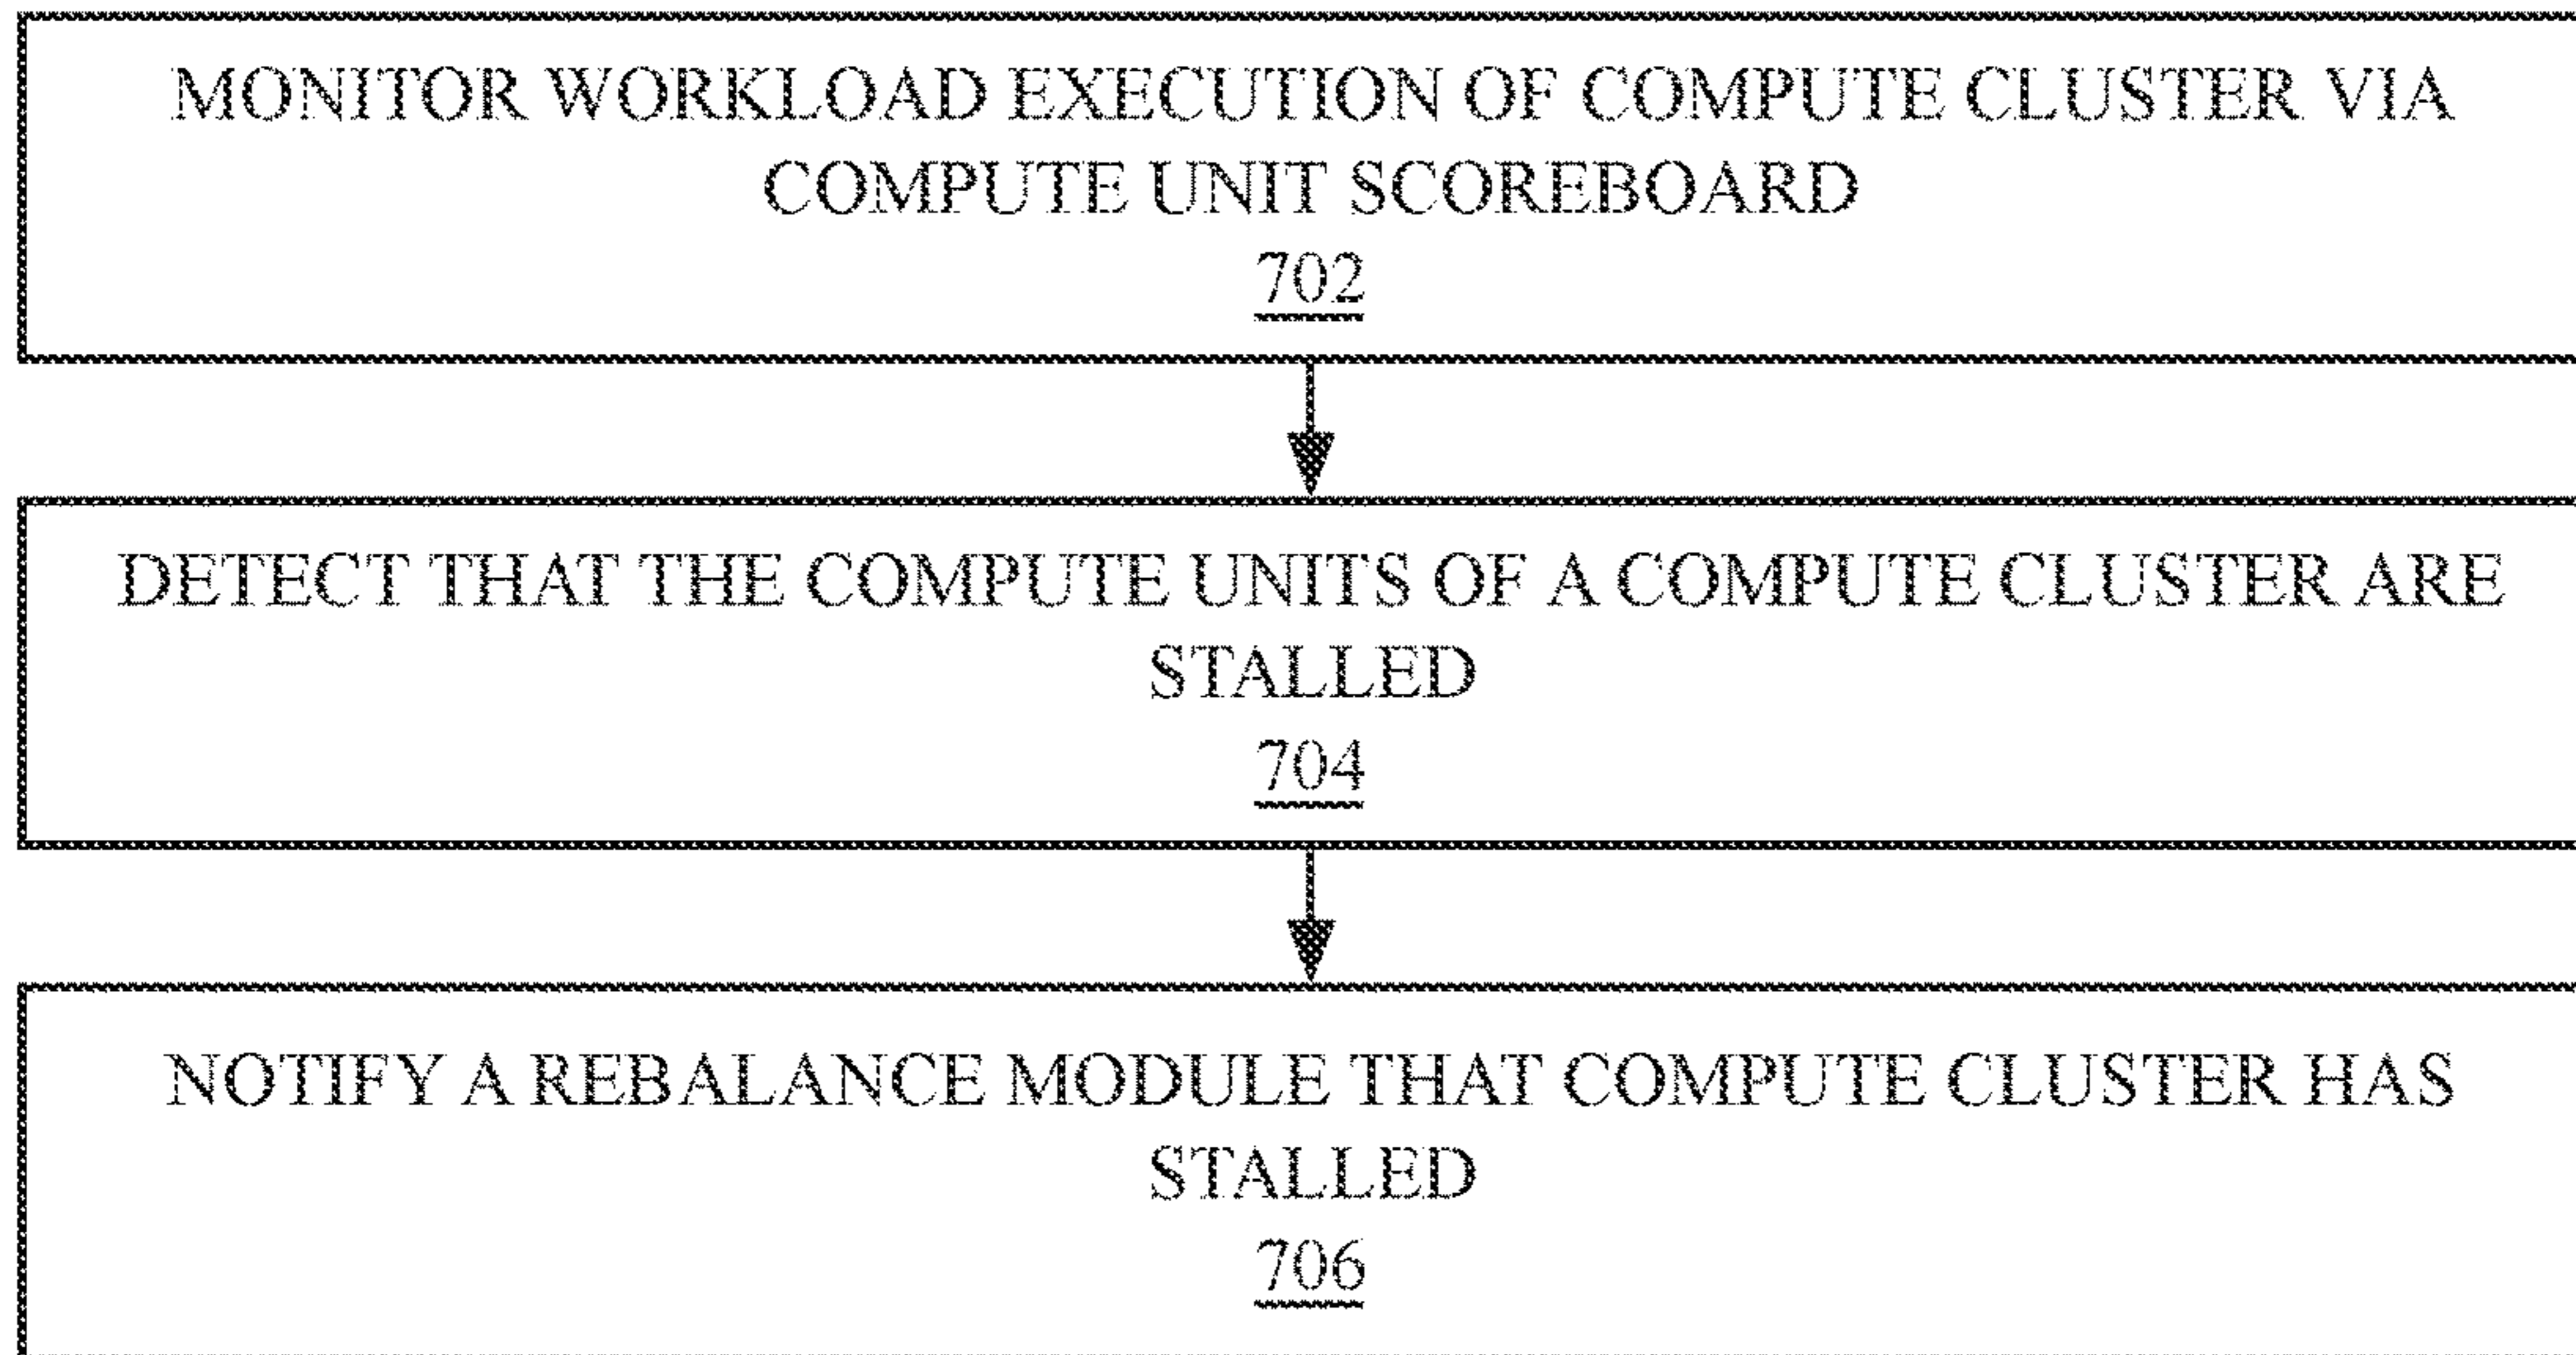 MONITOR WORKLOAD EXECUTION OF COMPUTE CLUSTER VIA
COMPUTE UNIT SCOREBOARD
702
DETECT THAT THE COMPUTE UNITS OF A COMPUTE CLUSTER ARE
STALLED
704
NOTIFY A REBALANCE MODULE THAT COMPUTE CLUSTER HAS
STALLED
706